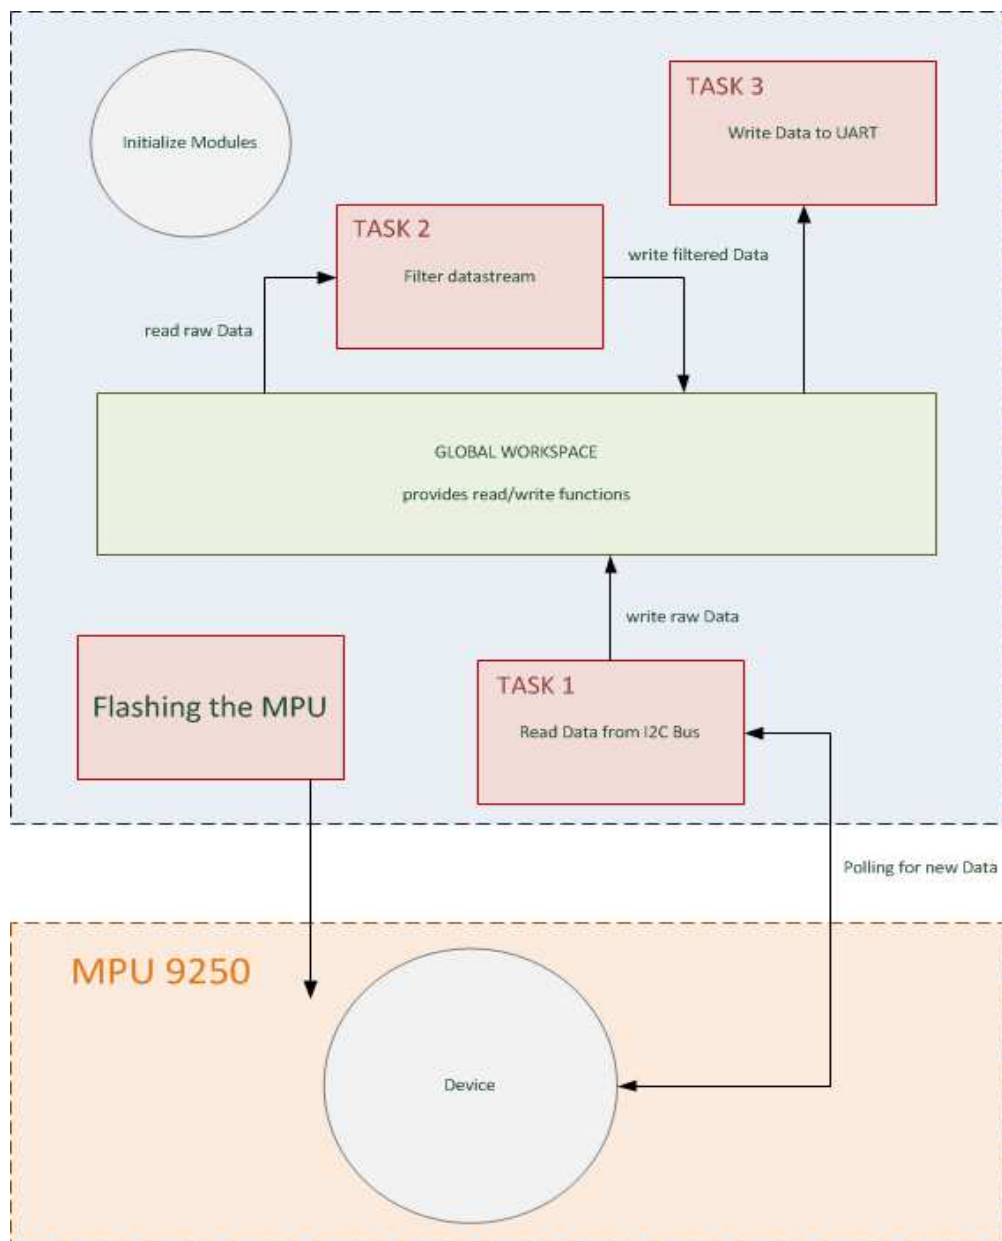 Initialize Modules
TASK 3
Write Data to UART
TASK 2
Filter datastream
write filtered Data
read raw Data
GLOBAL WORKSPACE
provides read/write functions
write raw Data
Flashing the MPU
TASK 1
Read Data from I2C Bus
Polling for new Data
MPU 9250
Device